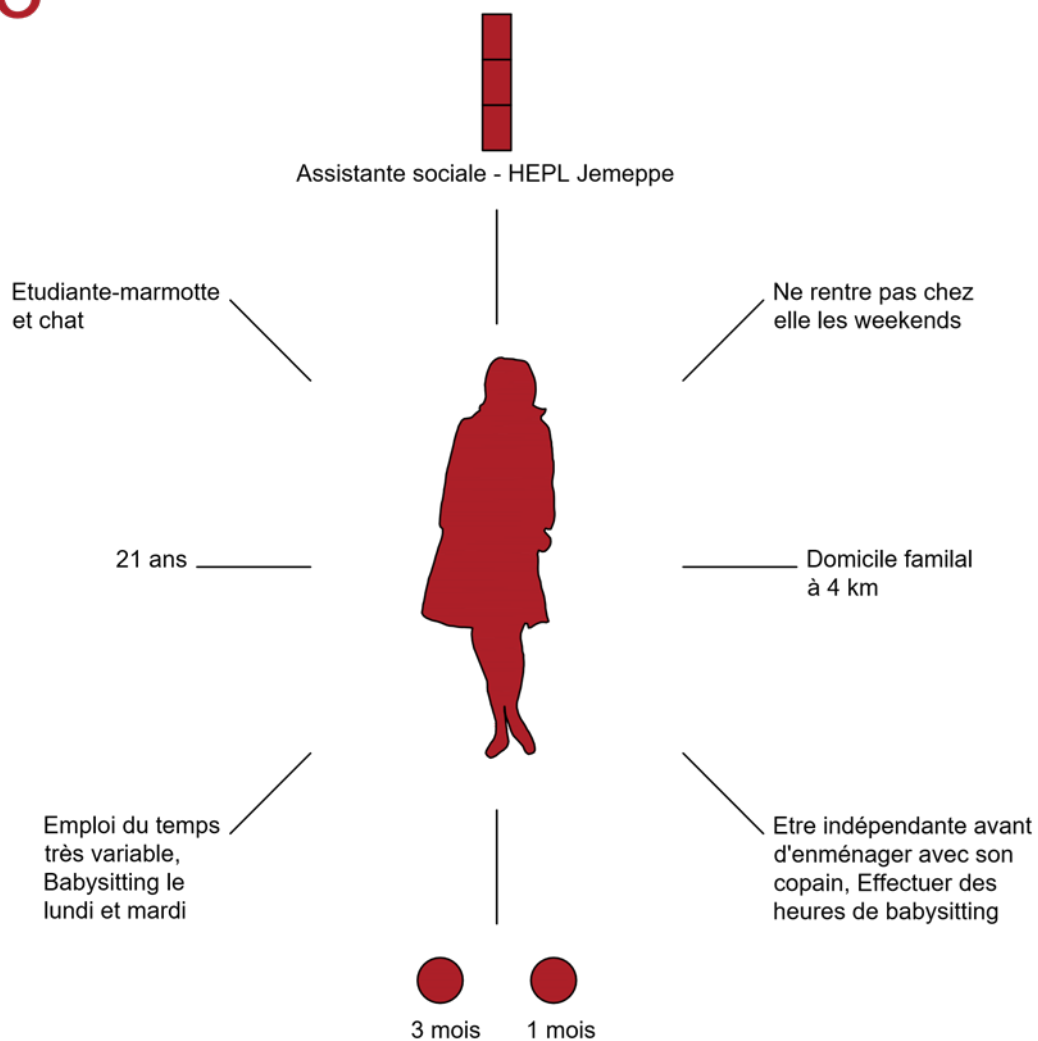 Assistante sociale - HEPL Jemeppe
Etudiante-marmotte
et chat
Ne rentre pas chez
elle les weekends
21 ans
Domicile familal
à 4 km
Emploi du temps
très variable,
Babysitting le
lundi et mardi
Etre indépendante avant
d'enménager avec son
copain, Effectuer des
heures de babysitting
3 mois
1 mois